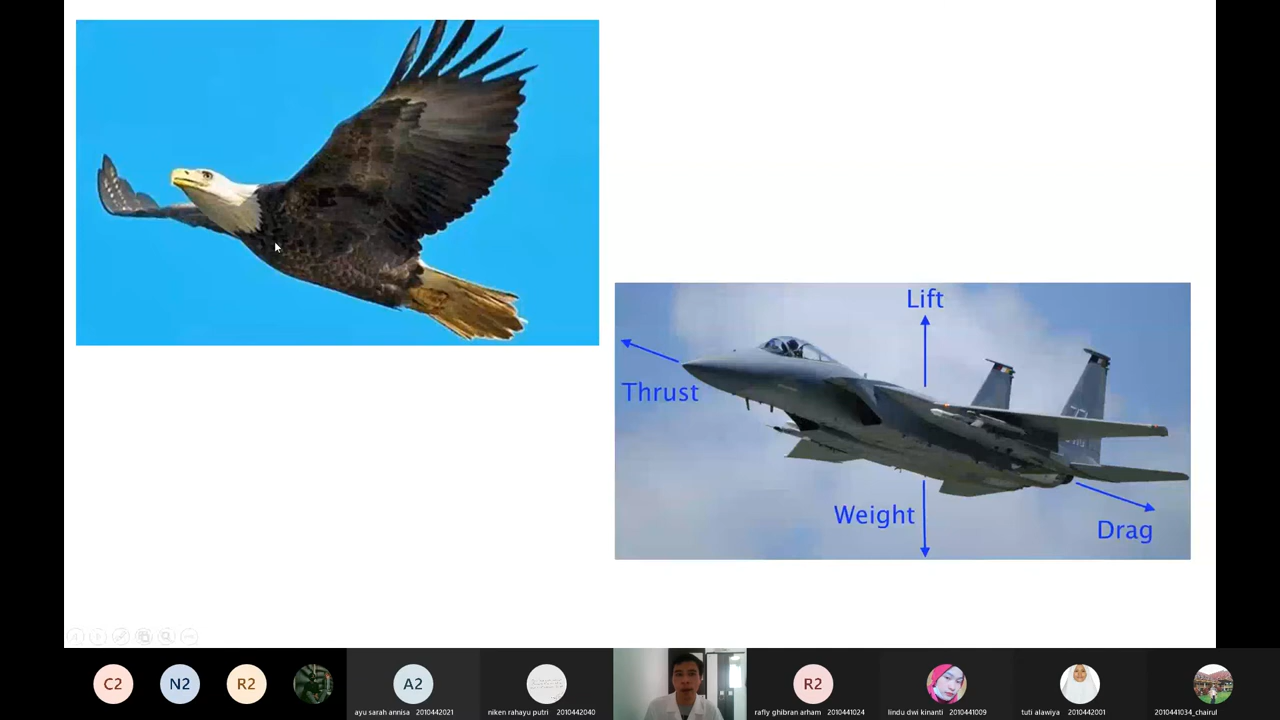 Lift
Thrust
Weight
Drag
C2
N2
R2
A2
R2
ayu sarah annisa 2010442021
niken rahayu putri 2010442040
rafly ghibran arham 2010441024
lindu dwi kinanti 2010441009
tuti alawiya 2010442001
2010441034_chairul